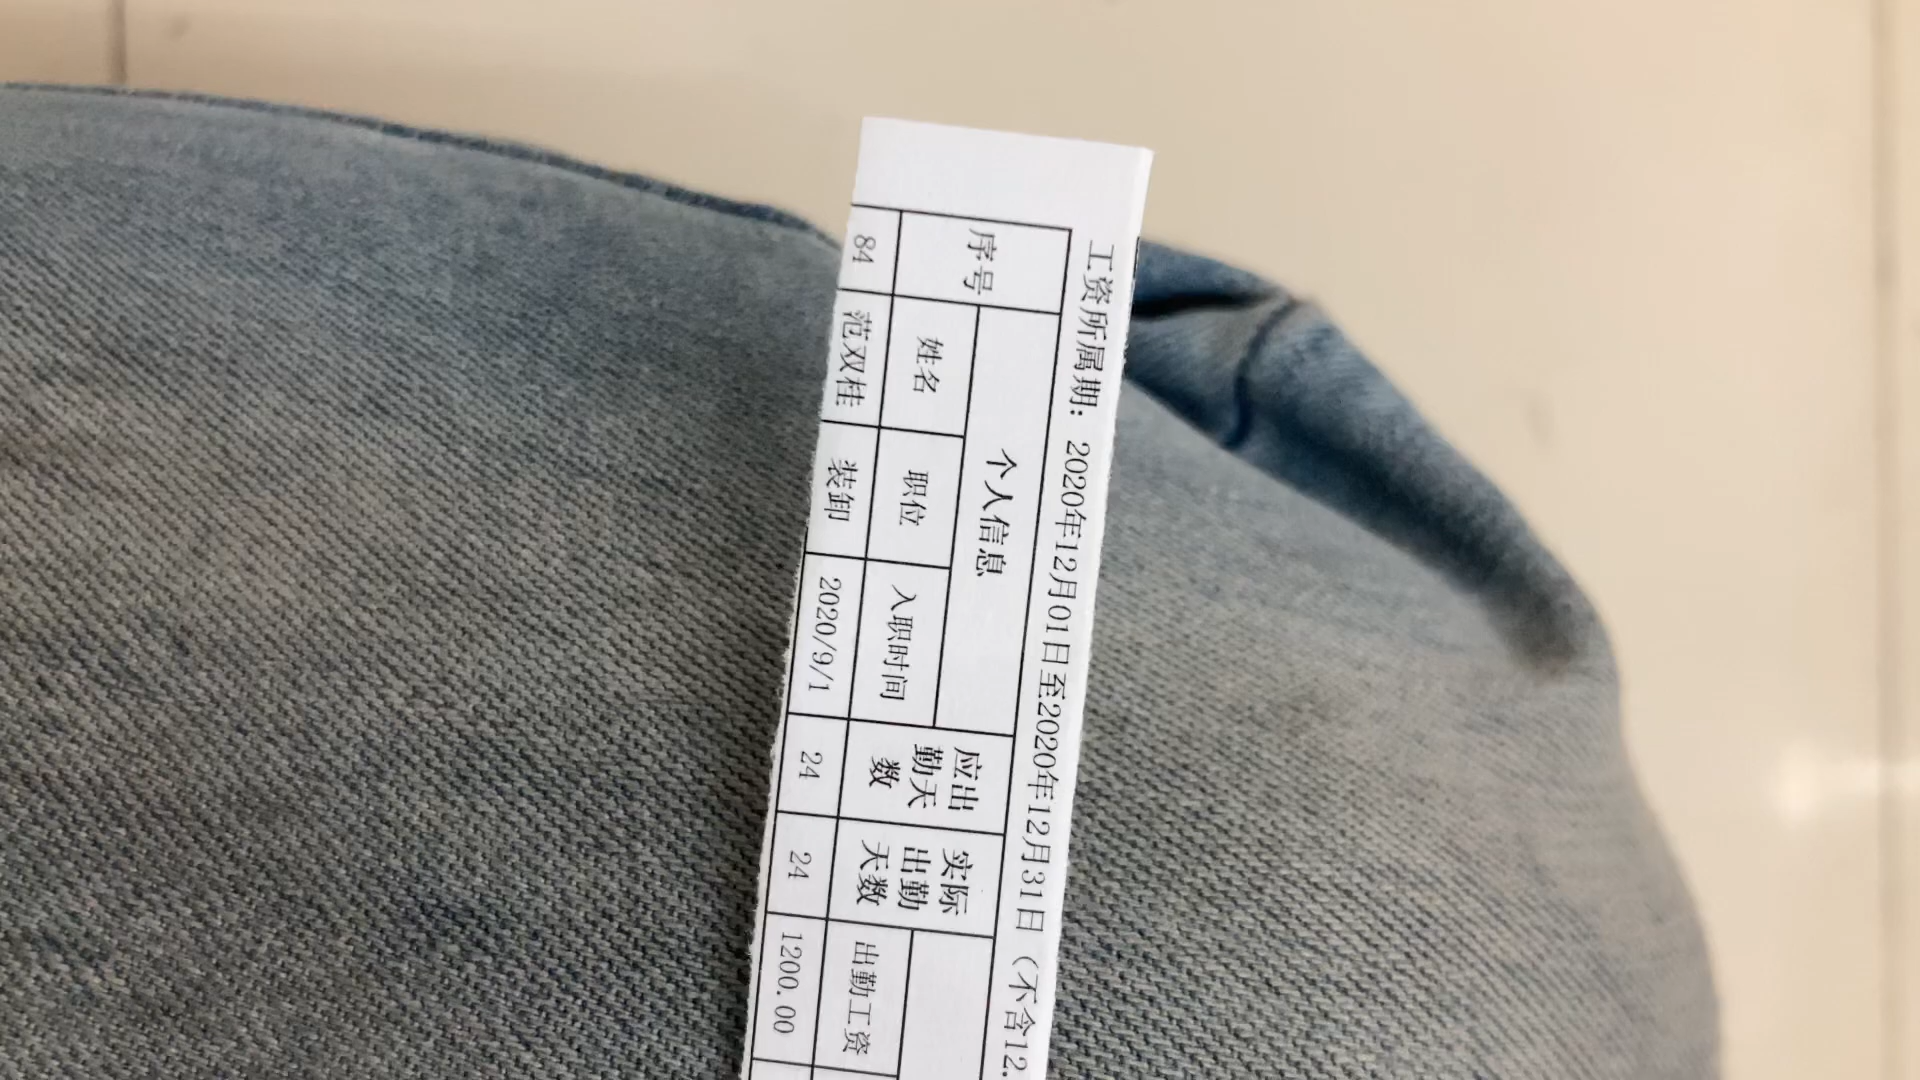 工资所属期: 2020年12月01日至2020年12月31日 (不含12.
序号 个人信息 应出勤天数 实际出勤天数
姓名 职位 入职时间 出勤工资
84 范双桂 装卸 2020/9/1 24 24 1200.00